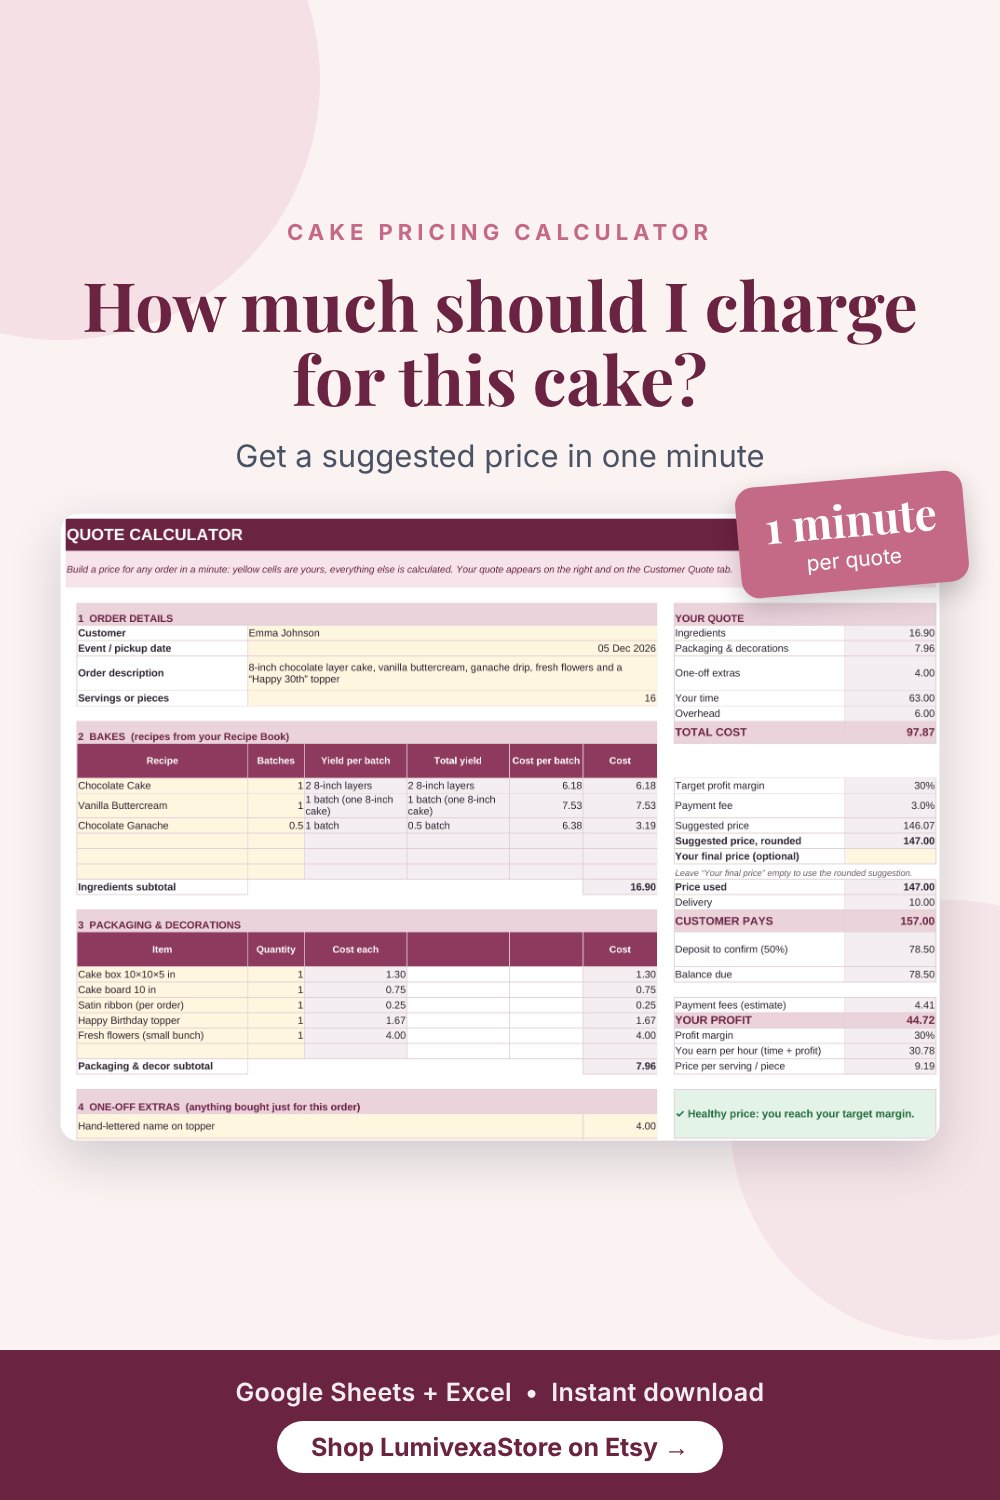 CAKE PRICING CALCULATOR
How much should I charge
for this cake?
Get a suggested price in one minute
1 minute
per quote
QUOTE CALCULATOR
Build a price for any order in a minute: yellow cells are yours, everything else is calculated. Your quote appears on the right and on the Customer Quote tab.
1 ORDER DETAILS
Customer Emma Johnson
Event / pickup date 05 Dec 2026
Order description 8-inch chocolate layer cake, vanilla buttercream, ganache drip, fresh flowers and a
"Happy 30th" topper
Servings or pieces 16
2 BAKES (recipes from your Recipe Book)
Recipe Batches Yield per batch Total yield Cost per batch Cost
Chocolate Cake 1 2 8-inch layers 2 8-inch layers 6.18 6.18
Vanilla Buttercream 1 1 batch (one 8-inch cake) 1 batch (one 8-inch cake) 7.53 7.53
Chocolate Ganache 0.5 1 batch 0.5 batch 6.38 3.19
Ingredients subtotal 16.90
3 PACKAGING & DECORATIONS
Item Quantity Cost each Cost
Cake box 10×10×5 in 1 1.30 1.30
Cake board 10 in 1 0.75 0.75
Satin ribbon (per order) 1 0.25 0.25
Happy Birthday topper 1 1.67 1.67
Fresh flowers (small bunch) 1 4.00 4.00
Packaging & decor subtotal 7.96
4 ONE-OFF EXTRAS (anything bought just for this order)
Hand-lettered name on topper 4.00
YOUR QUOTE
Ingredients 16.90
Packaging & decorations 7.96
One-off extras 4.00
Your time 63.00
Overhead 6.00
TOTAL COST 97.87
Target profit margin 30%
Payment fee 3.0%
Suggested price 146.07
Suggested price, rounded 147.00
Your final price (optional)
Leave "Your final price" empty to use the rounded suggestion.
Price used 147.00
Delivery 10.00
CUSTOMER PAYS 157.00
Deposit to confirm (50%) 78.50
Balance due 78.50
Payment fees (estimate) 4.41
YOUR PROFIT 44.72
Profit margin 30%
You earn per hour (time + profit) 30.78
Price per serving / piece 9.19
✓ Healthy price: you reach your target margin.
Google Sheets + Excel • Instant download
Shop LumivexaStore on Etsy →